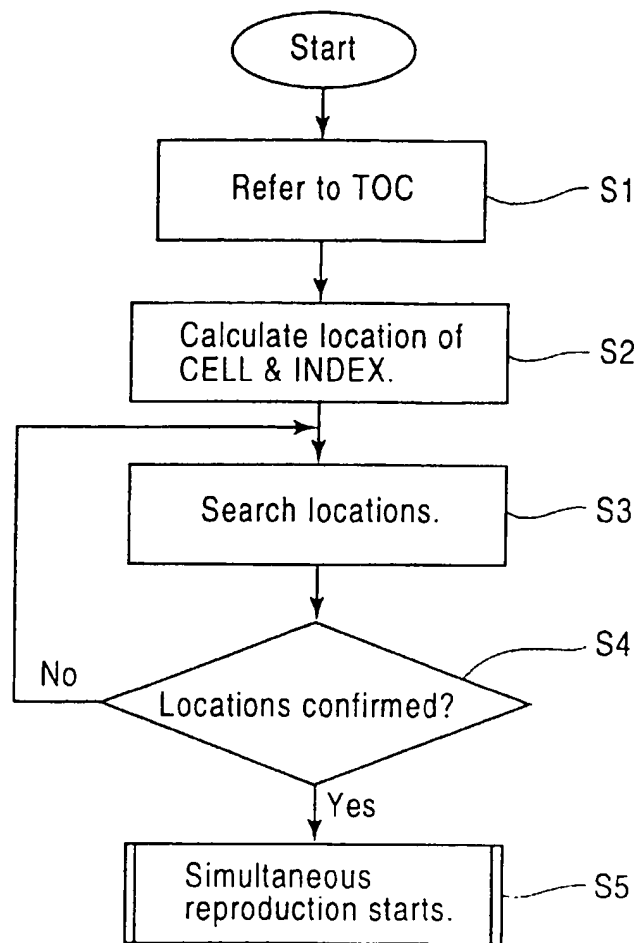 Start
Refer to TOC
S1
Calculate location of
CELL & INDEX.
S2
Search locations.
S3
S4
No
Locations confirmed?
Yes
Simultaneous
reproduction starts.
S5